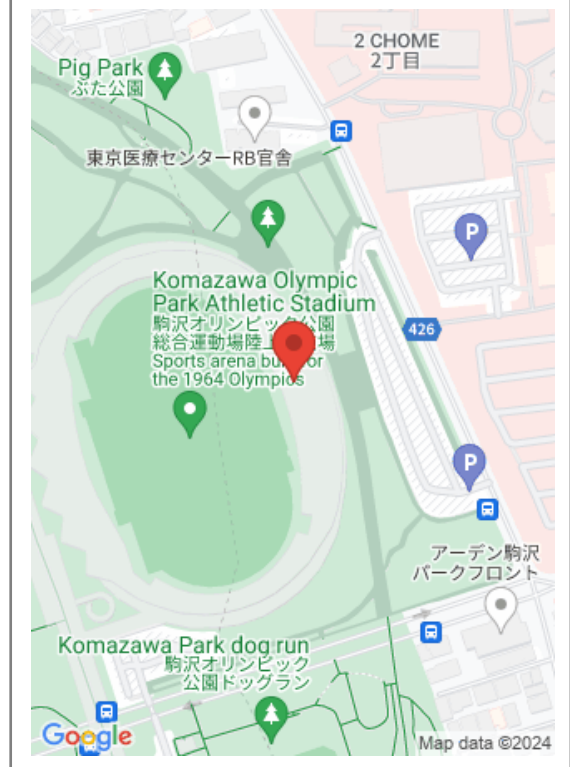 2 CHOME
2丁目
Pig Park
ぶた公園
東京医療センターRB官舎
P
Komazawa Olympic
Park Athletic Stadium
駒沢オリンピック公園
総合運動場陸上 場
Sports arena bu or
the 1964 Olympics
426
P
アーデン駒沢
パークフロント
Komazawa Park dog run
駒沢オリンピック
公園ドッグラン
Google
Map data ©2024